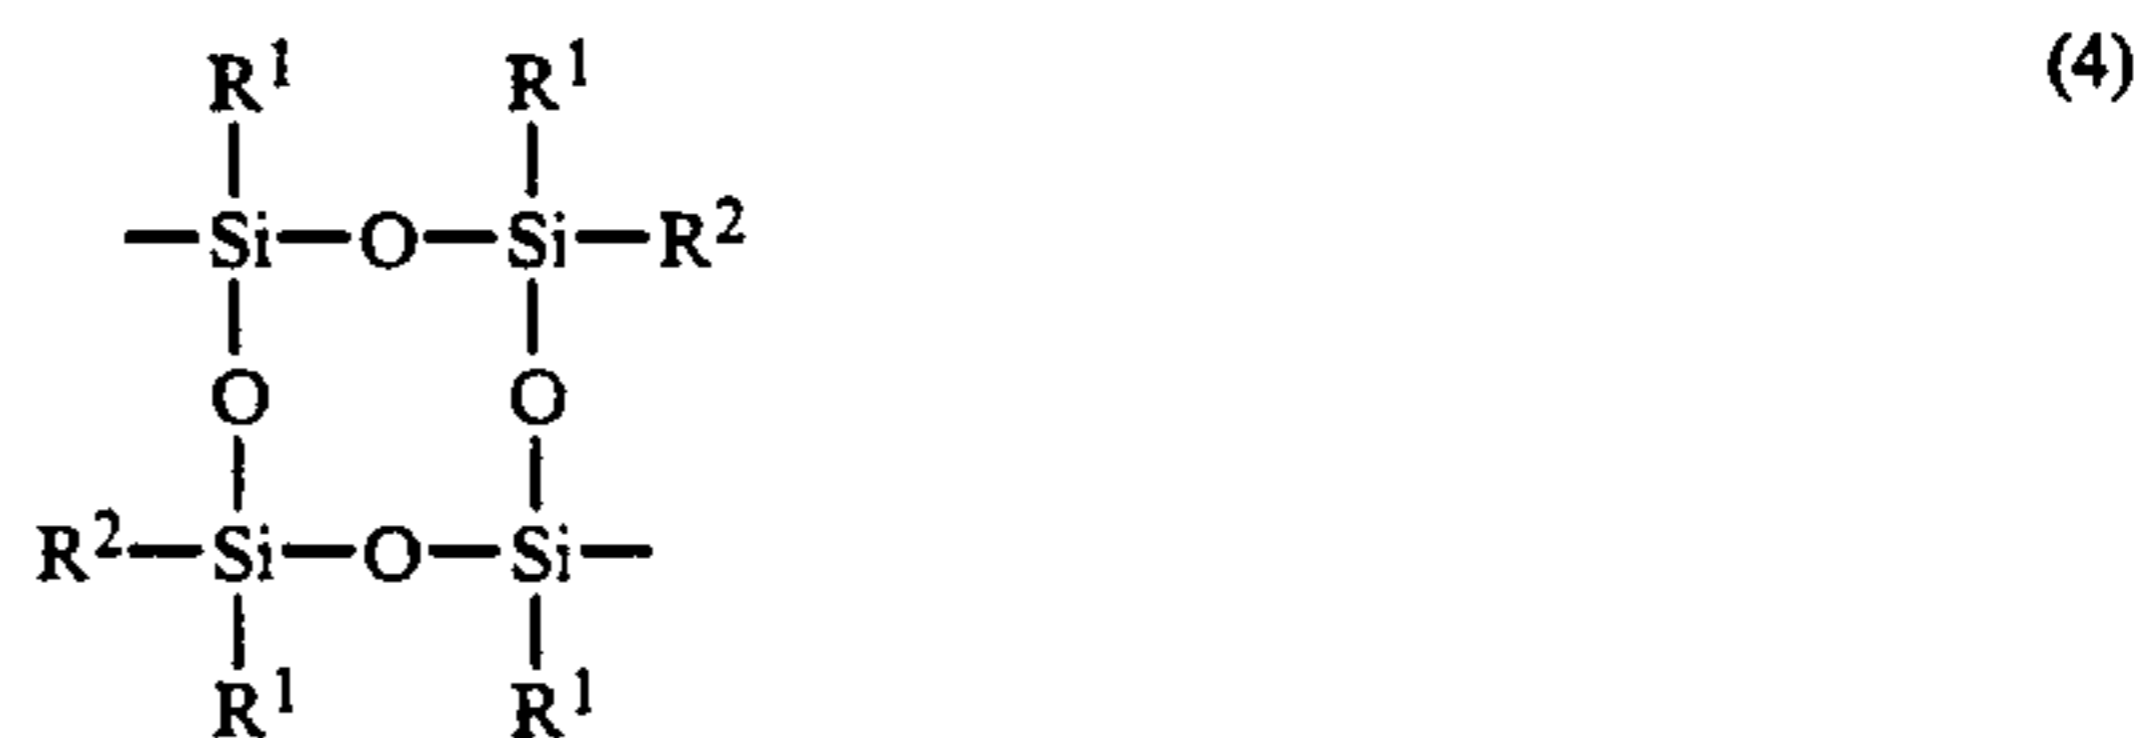 R1 R1 (4)
Si O Si R2
O O
R2 Si O Si
R1 R1